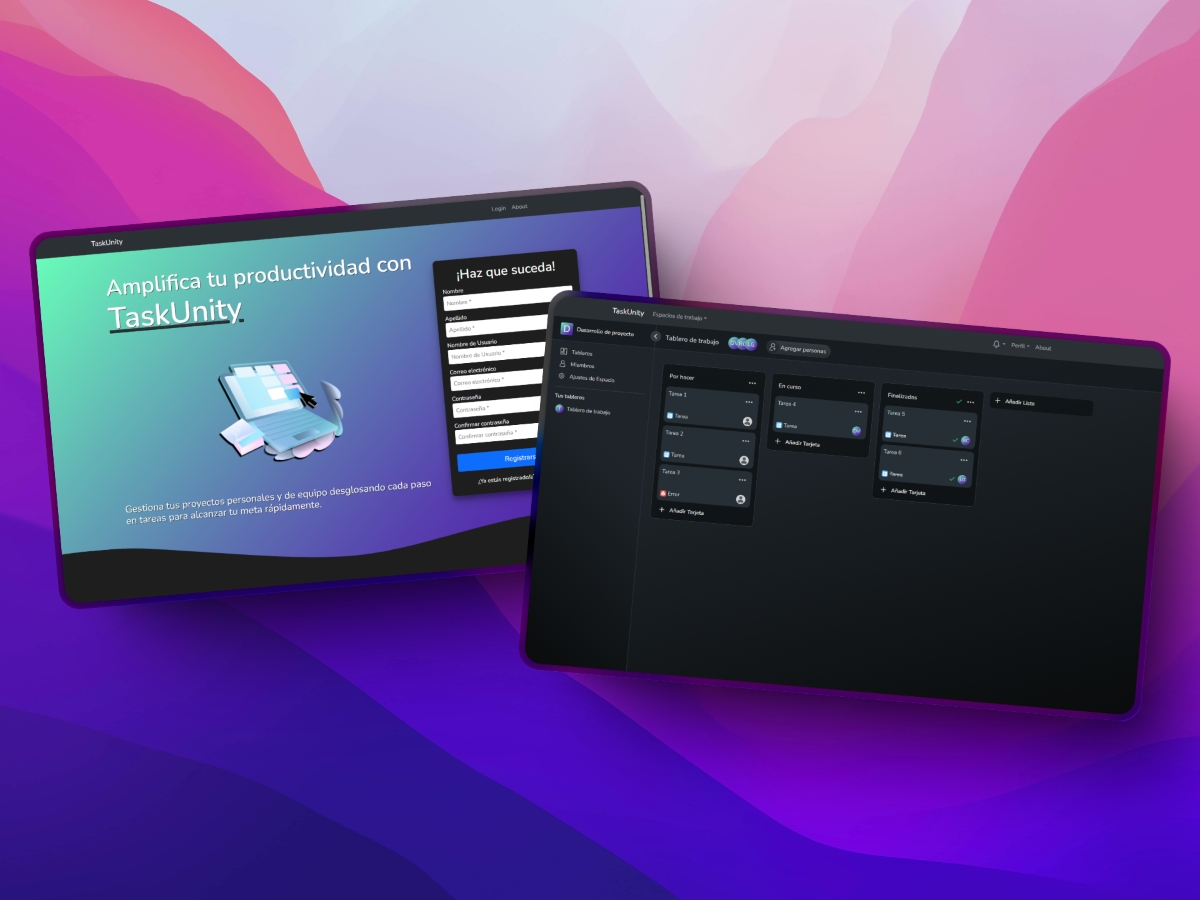 TaskUnity
Login About
Amplifica tu productividad con
TaskUnity
Gestiona tus proyectos personales y de equipo desglosando cada paso
en tareas para alcanzar tu meta rápidamente.
¡Haz que suceda!
Nombre
Nombre *
Apellido
Apellido *
Nombre de Usuario
Nombre de Usuario *
Correo electrónico
Correo electrónico *
Contraseña
Contraseña *
Confirmar contraseña
Confirmar contraseña *
Registrars
¿Ya estás registrado/a
TaskUnity Espacios de trabajo
Perfil About
D Desarrollo de proyecto
Tableros
Miembros
Ajustes de Espacio
Tus tableros
Tablero de trabajo
Tablero de trabajo
Agregar personas
Por hacer
Tarea 1
Tarea
Tarea 2
Tarea
Tarea 3
Error
+ Añadir Tarjeta
En curso
Tarea 4
Tarea
+ Añadir Tarjeta
Finalizados
Tarea 5
Tarea
Tarea 6
Tarea
+ Añadir Tarjeta
+ Añadir Lista